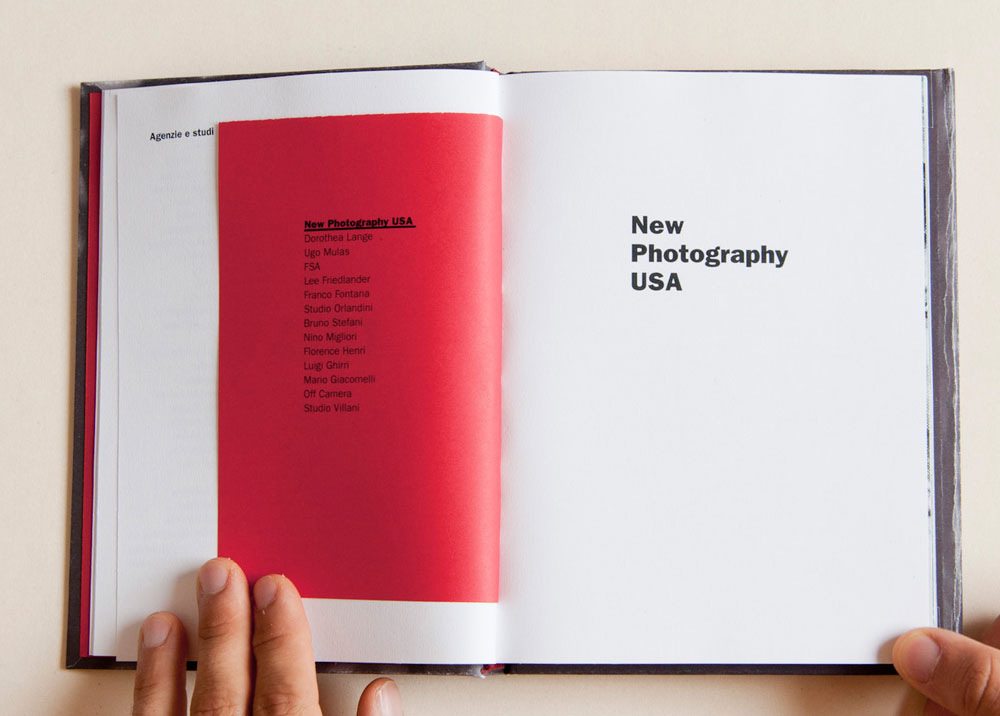 Agenzie e studi
New Photography USA
Dorothea Lange
Ugo Mulas
FSA
Lee Friedlander
Franco Fontana
Studio Orlandini
Bruno Stefani
Nino Migliori
Florence Henri
Luigi Ghirri
Mario Giacomelli
Off Camera
Studio Villani
New
Photography
USA